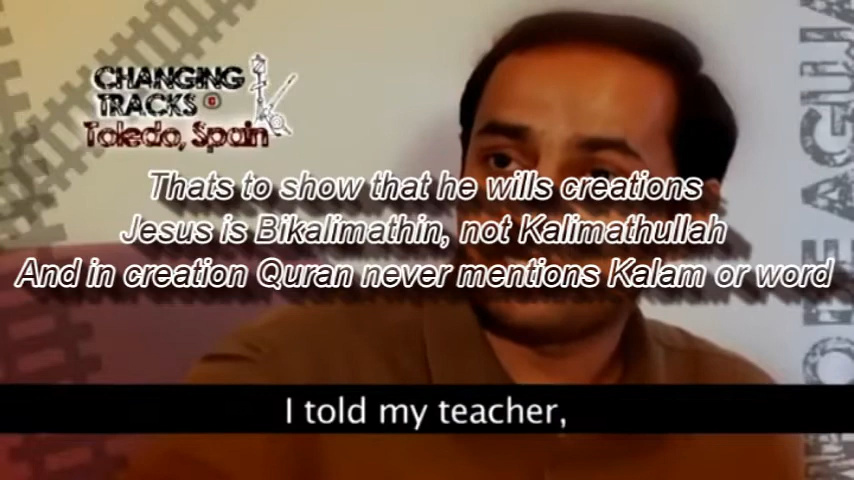 CHANGING
TRACKS
Toledo, Spain
Thats to show that he wills creations
Jesus is Bikalimathin, not Kalimathullah
And in creation Quran never mentions Kalam or word
I told my teacher,